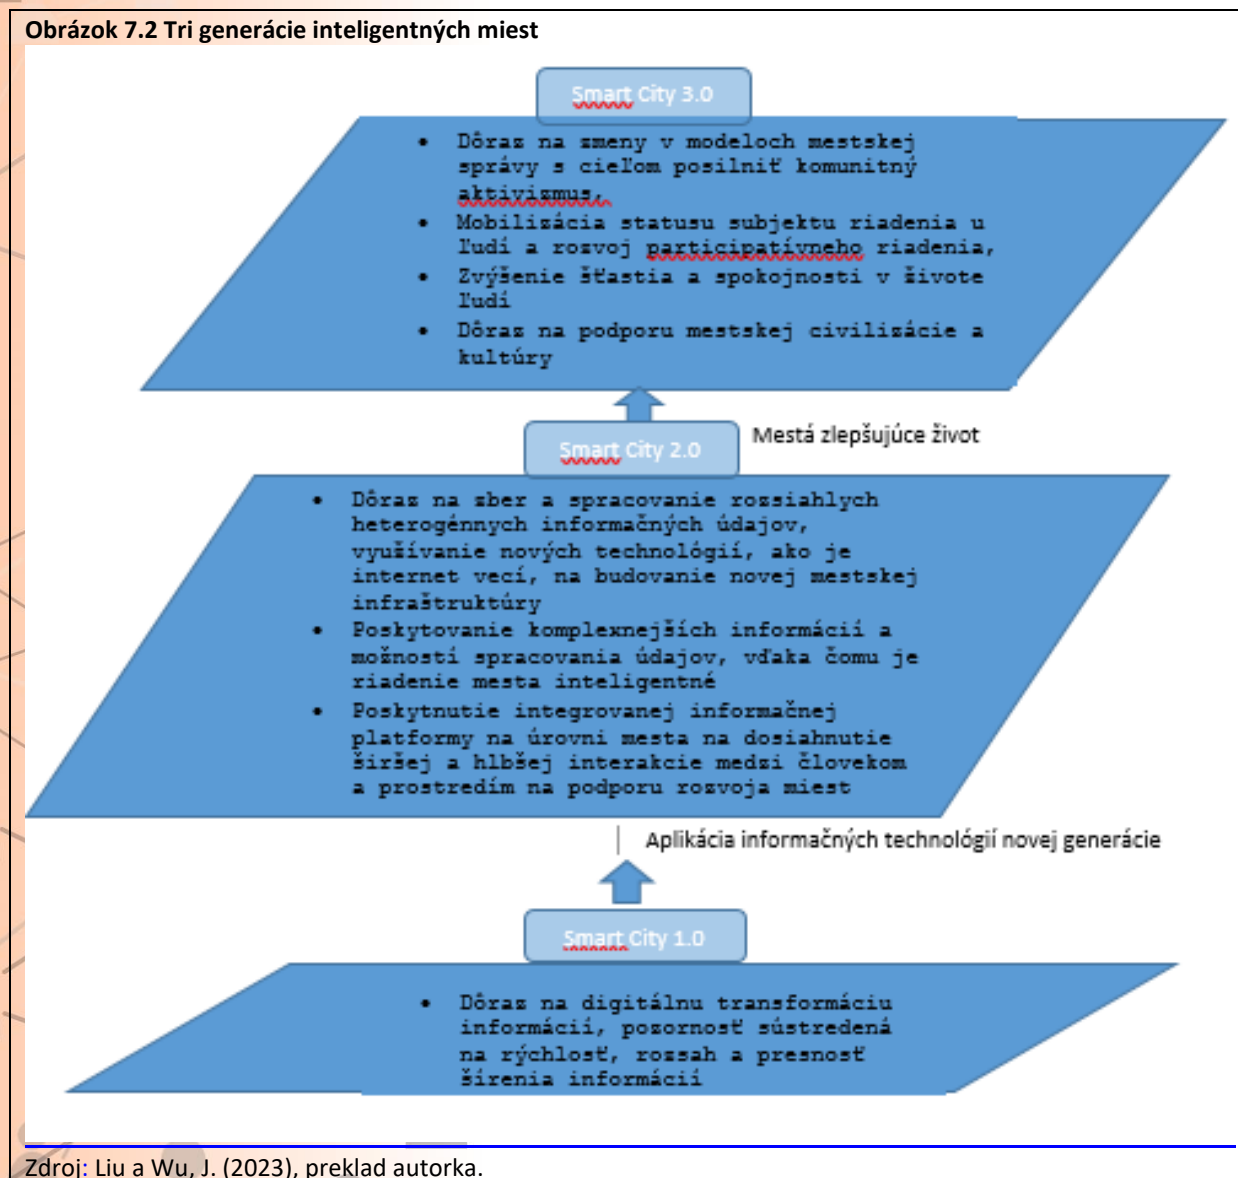 Obrázok 7.2 Tri generácie inteligentných miest
Smart City 3.0
• Dôraz na zmeny v modeloch mestskej
správy s cieľom posilniť komunitný
aktivizmus,
• Mobilizácia statusu subjektu riadenia u
ľudí a rozvoj participatívneho riadenia,
• Zvýšenie šťastia a spokojnosti v živote
ľudí
• Dôraz na podporu mestskej civilizácie a
kultúry
Smart City 2.0
Mestá zlepšujúce život
• Dôraz na zber a spracovanie rozsiahlych
heterogénnych informačných údajov,
využívanie nových technológií, ako je
internet vecí, na budovanie novej mestskej
infraštruktúry
• Poskytovanie komplexnejších informácií a
možností spracovania údajov, vďaka čomu je
riadenie mesta inteligentné
• Poskytnutie integrovanej informačnej
platformy na úrovni mesta na dosiahnutie
širšej a hlbšej interakcie medzi človekom
a prostredím na podporu rozvoja miest
Aplikácia informačných technológií novej generácie
Smart City 1.0
• Dôraz na digitálnu transformáciu
informácií, pozornosť sústredená
na rýchlosť, rozsah a presnosť
šírenia informácií
Zdroj: Liu a Wu, J. (2023), preklad autorka.